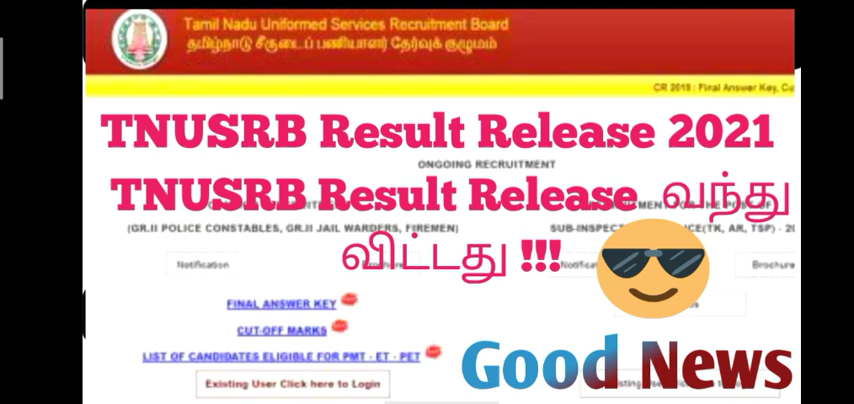 Tamil Nadu Uniformed Services Recruitment Board
தமிழ்நாடு சீருடைப் பணியாளர் தேர்வுக் குழுமம்
CR 2019 : Final Answer Key, Cu
TNUSRB Result Release 2021
ONGOING RECRUITMENT
TNUSRB Result Release வந்து
(GR.II POLICE CONSTABLES, GR.II JAIL WARDERS, FIREMEN)
விட்டது !!!
Notification
Brochure
FINAL ANSWER KEY
CUT-OFF MARKS
LIST OF CANDIDATES ELIGIBLE FOR PMT - ET - PET
Good News
Existing User Click here to Login